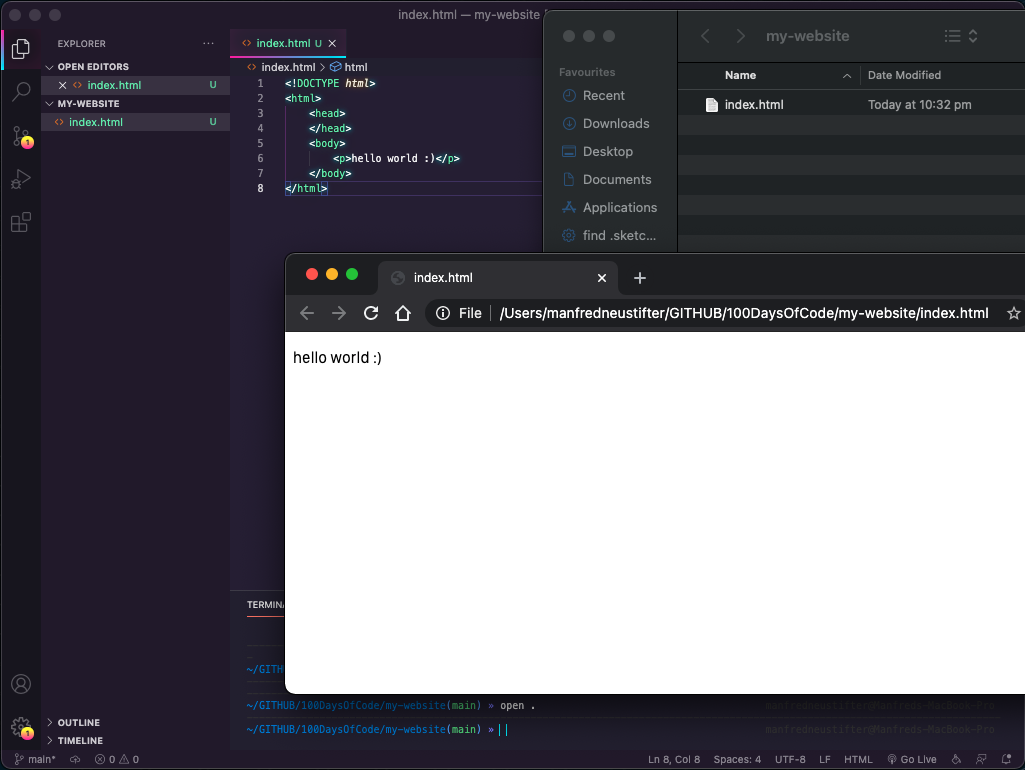 index.html — my-website
EXPLORER
OPEN EDITORS
index.html U
MY-WEBSITE
index.html U
1
1
OUTLINE
TIMELINE
index.html U
index.html > html
1 <!DOCTYPE html>
2 <html>
3 <head>
4 </head>
5 <body>
6 <p>hello world :)</p>
7 </body>
8 </html>
my-website
Favourites
Recent
Downloads
Desktop
Documents
Applications
find .sketc...
Name
Date Modified
index.html
Today at 10:32 pm
index.html
File
/Users/manfredneustifter/GITHUB/100DaysOfCode/my-website/index.html
hello world :)
~/GITHUB/100DaysOfCode/my-website(main) » open .
manfredneustifter@Manfreds-MacBook-Pro
~/GITHUB/100DaysOfCode/my-website(main) »
manfredneustifter@Manfreds-MacBook-Pro
main*
0
0
Ln 8, Col 8
Spaces: 4
UTF-8
LF
HTML
Go Live